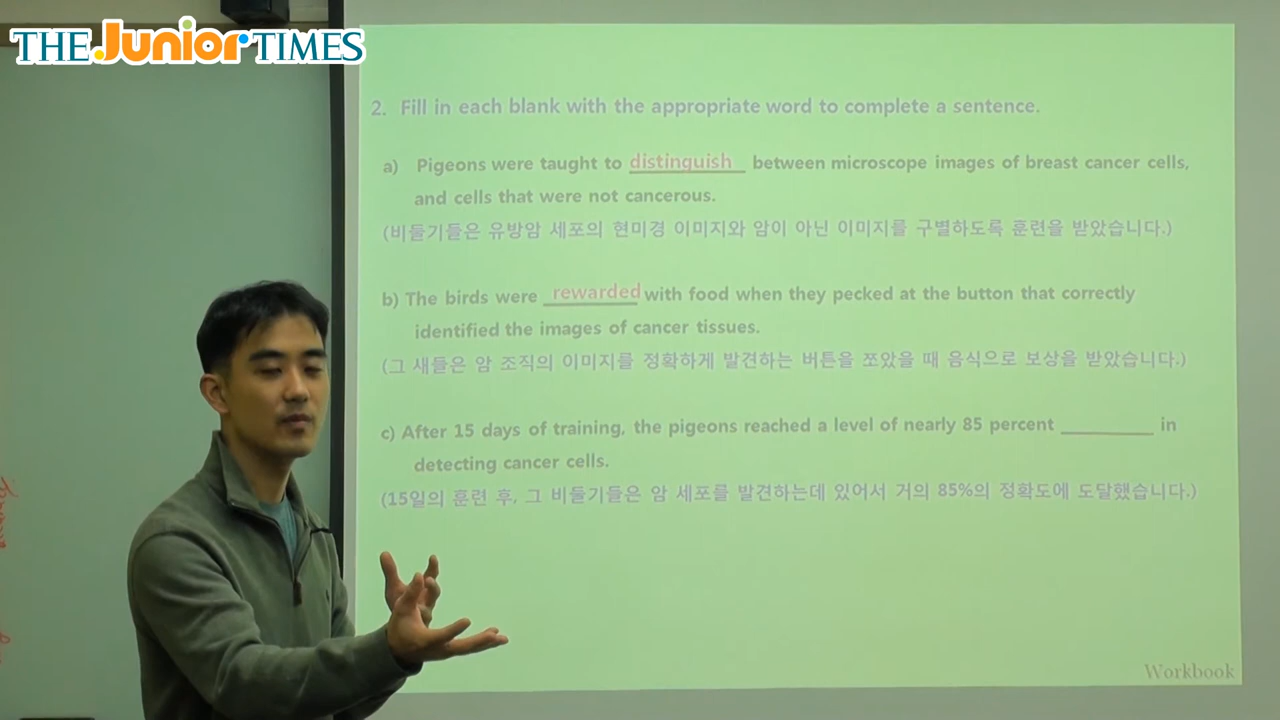 THE Junior TIMES
2. Fill in each blank with the appropriate word to complete a sentence.
a) Pigeons were taught to distinguish between microscope images of breast cancer cells,
and cells that were not cancerous.
(비둘기들은 유방암 세포의 현미경 이미지와 암이 아닌 이미지를 구별하도록 훈련을 받았습니다.)
b) The birds were rewarded with food when they pecked at the button that correctly
identified the images of cancer tissues.
(그 새들은 암 조직의 이미지를 정확하게 발견하는 버튼을 쪼았을 때 음식으로 보상을 받았습니다.)
c) After 15 days of training, the pigeons reached a level of nearly 85 percent __________ in
detecting cancer cells.
(15일의 훈련 후, 그 비둘기들은 암 세포를 발견하는데 있어서 거의 85%의 정확도에 도달했습니다.)
Workbook